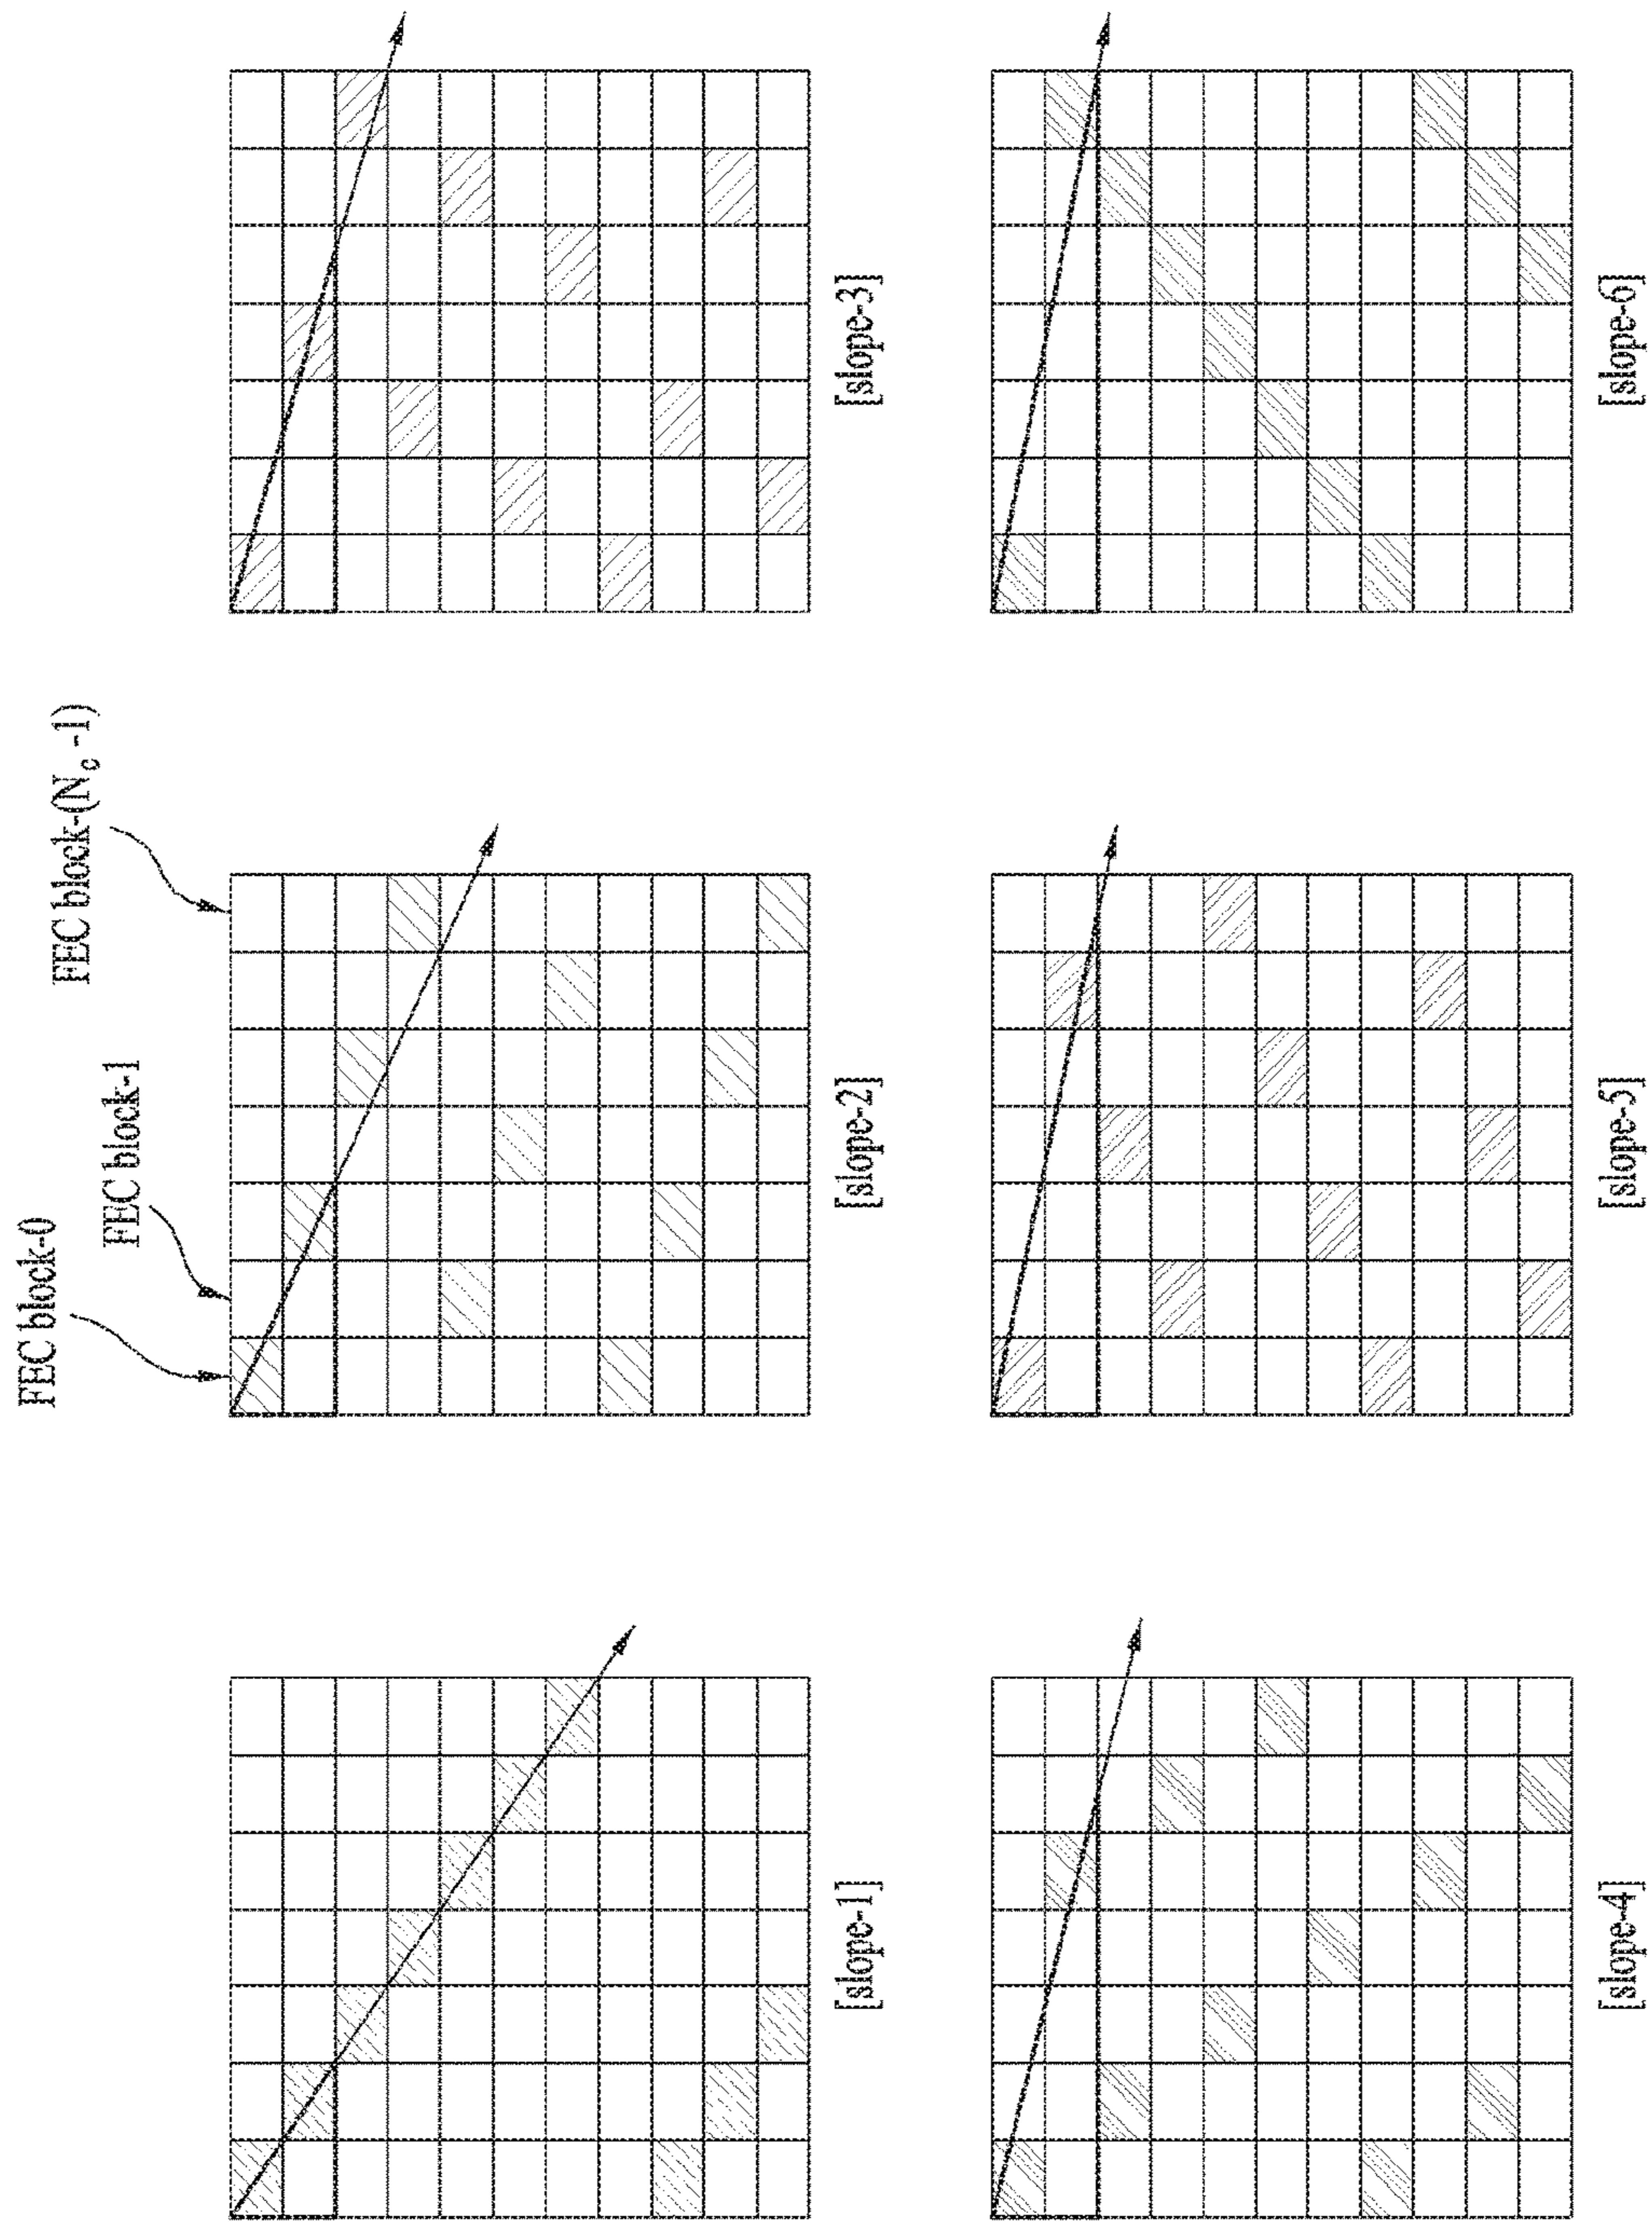 FEC block-0
FEC block-1
FEC block-(Nc -1)
[slope-1]
[slope-2]
[slope-3]
[slope-4]
[slope-5]
[slope-6]